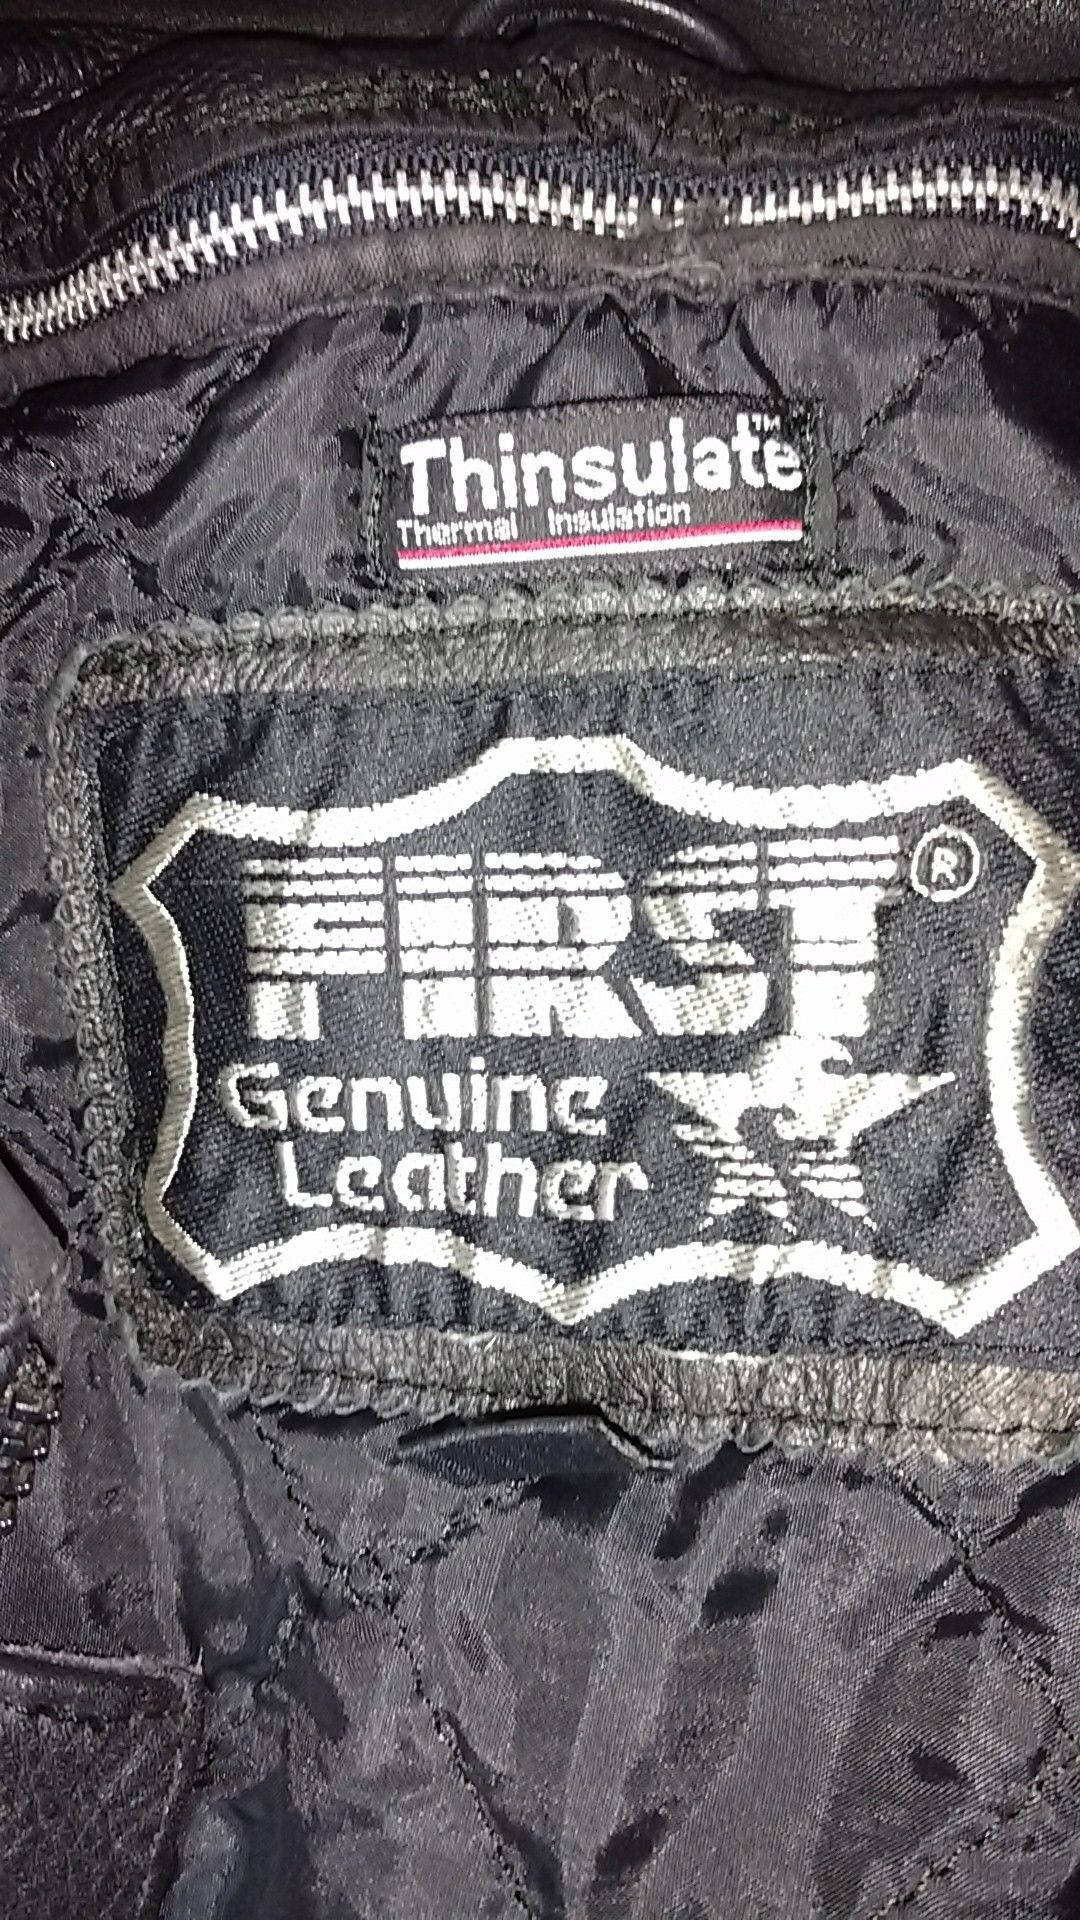 Thinsulate™
Thermal Insulation
FIRST®
Genuine
Leather